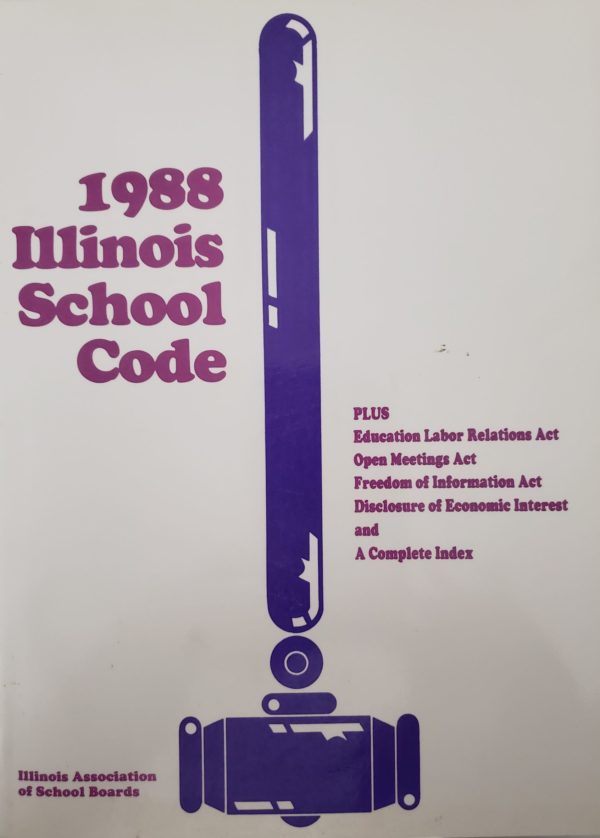 1988
Illinois
School
Code
PLUS
Education Labor Relations Act
Open Meetings Act
Freedom of Information Act
Disclosure of Economic Interest
and
A Complete Index
Illinois Association
of School Boards